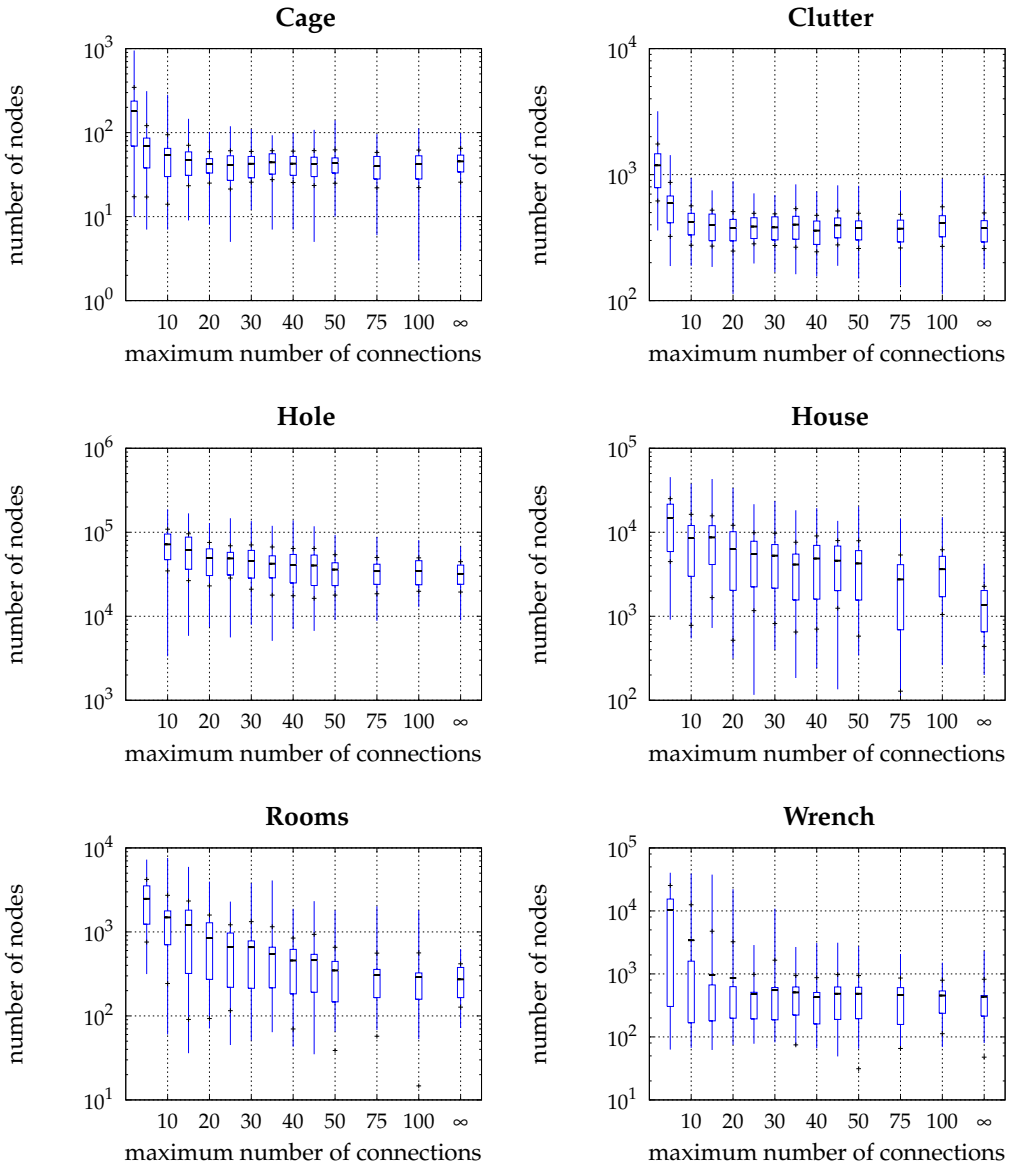 Cage
number of nodes
10^3
10^2
10^1
10^0
10 20 30 40 50 75 100 ∞
maximum number of connections
Clutter
number of nodes
10^4
10^3
10^2
10 20 30 40 50 75 100 ∞
maximum number of connections
Hole
number of nodes
10^6
10^5
10^4
10^3
10 20 30 40 50 75 100 ∞
maximum number of connections
House
number of nodes
10^5
10^4
10^3
10^2
10 20 30 40 50 75 100 ∞
maximum number of connections
Rooms
number of nodes
10^4
10^3
10^2
10^1
10 20 30 40 50 75 100 ∞
maximum number of connections
Wrench
number of nodes
10^5
10^4
10^3
10^2
10^1
10 20 30 40 50 75 100 ∞
maximum number of connections